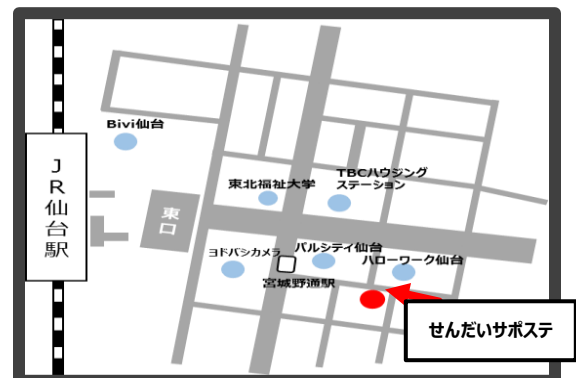 Bivi仙台
JR仙台駅
東口
東北福祉大学
TBCハウジング
ステーション
ヨドバシカメラ
パルシティ仙台
ハローワーク仙台
宮城野通駅
せんだいサポステ